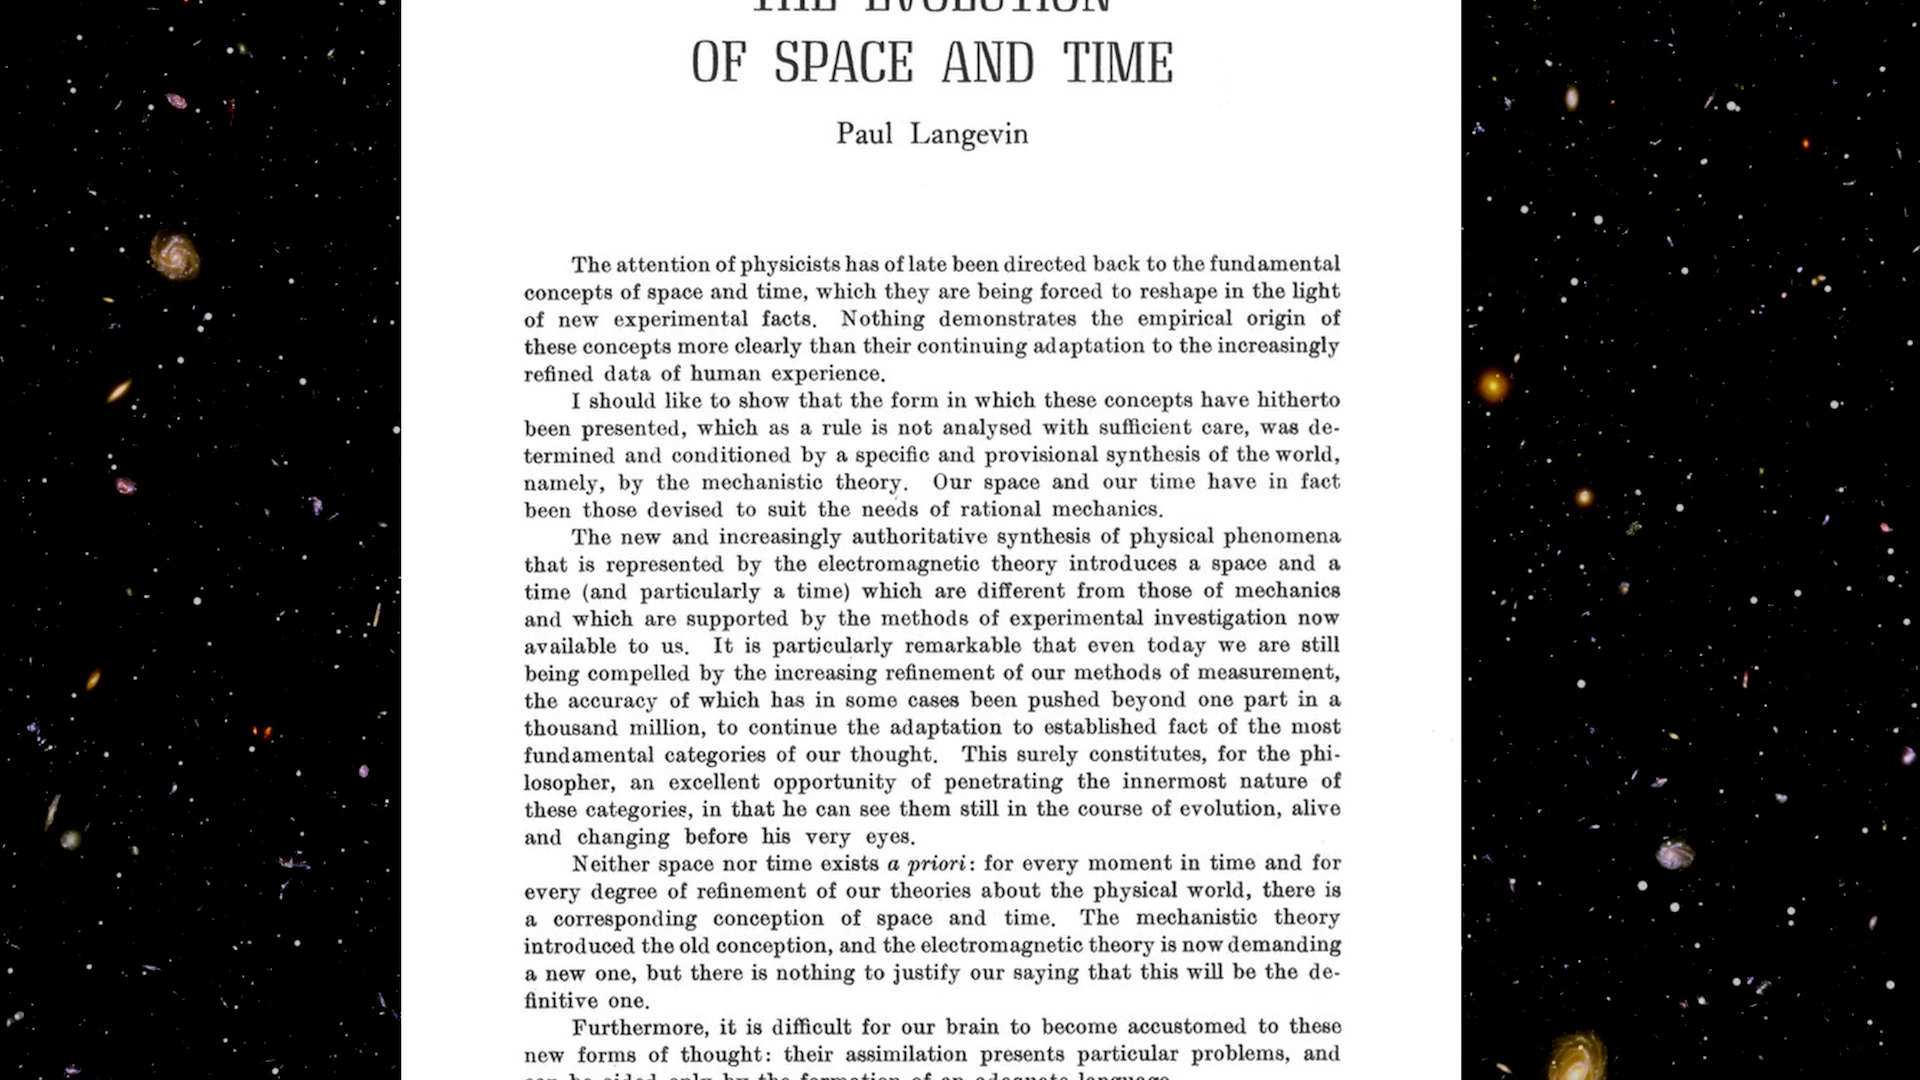 THE EVOLUTION
OF SPACE AND TIME
Paul Langevin
The attention of physicists has of late been directed back to the fundamental
concepts of space and time, which they are being forced to reshape in the light
of new experimental facts. Nothing demonstrates the empirical origin of
these concepts more clearly than their continuing adaptation to the increasingly
refined data of human experience.
I should like to show that the form in which these concepts have hitherto
been presented, which as a rule is not analysed with sufficient care, was de-
termined and conditioned by a specific and provisional synthesis of the world,
namely, by the mechanistic theory. Our space and our time have in fact
been those devised to suit the needs of rational mechanics.
The new and increasingly authoritative synthesis of physical phenomena
that is represented by the electromagnetic theory introduces a space and a
time (and particularly a time) which are different from those of mechanics
and which are supported by the methods of experimental investigation now
available to us. It is particularly remarkable that even today we are still
being compelled by the increasing refinement of our methods of measurement,
the accuracy of which has in some cases been pushed beyond one part in a
thousand million, to continue the adaptation to established fact of the most
fundamental categories of our thought. This surely constitutes, for the phi-
losopher, an excellent opportunity of penetrating the innermost nature of
these categories, in that he can see them still in the course of evolution, alive
and changing before his very eyes.
Neither space nor time exists a priori: for every moment in time and for
every degree of refinement of our theories about the physical world, there is
a corresponding conception of space and time. The mechanistic theory
introduced the old conception, and the electromagnetic theory is now demanding
a new one, but there is nothing to justify our saying that this will be the de-
finitive one.
Furthermore, it is difficult for our brain to become accustomed to these
new forms of thought: their assimilation presents particular problems, and
can be aided only by the formation of an adequate language.